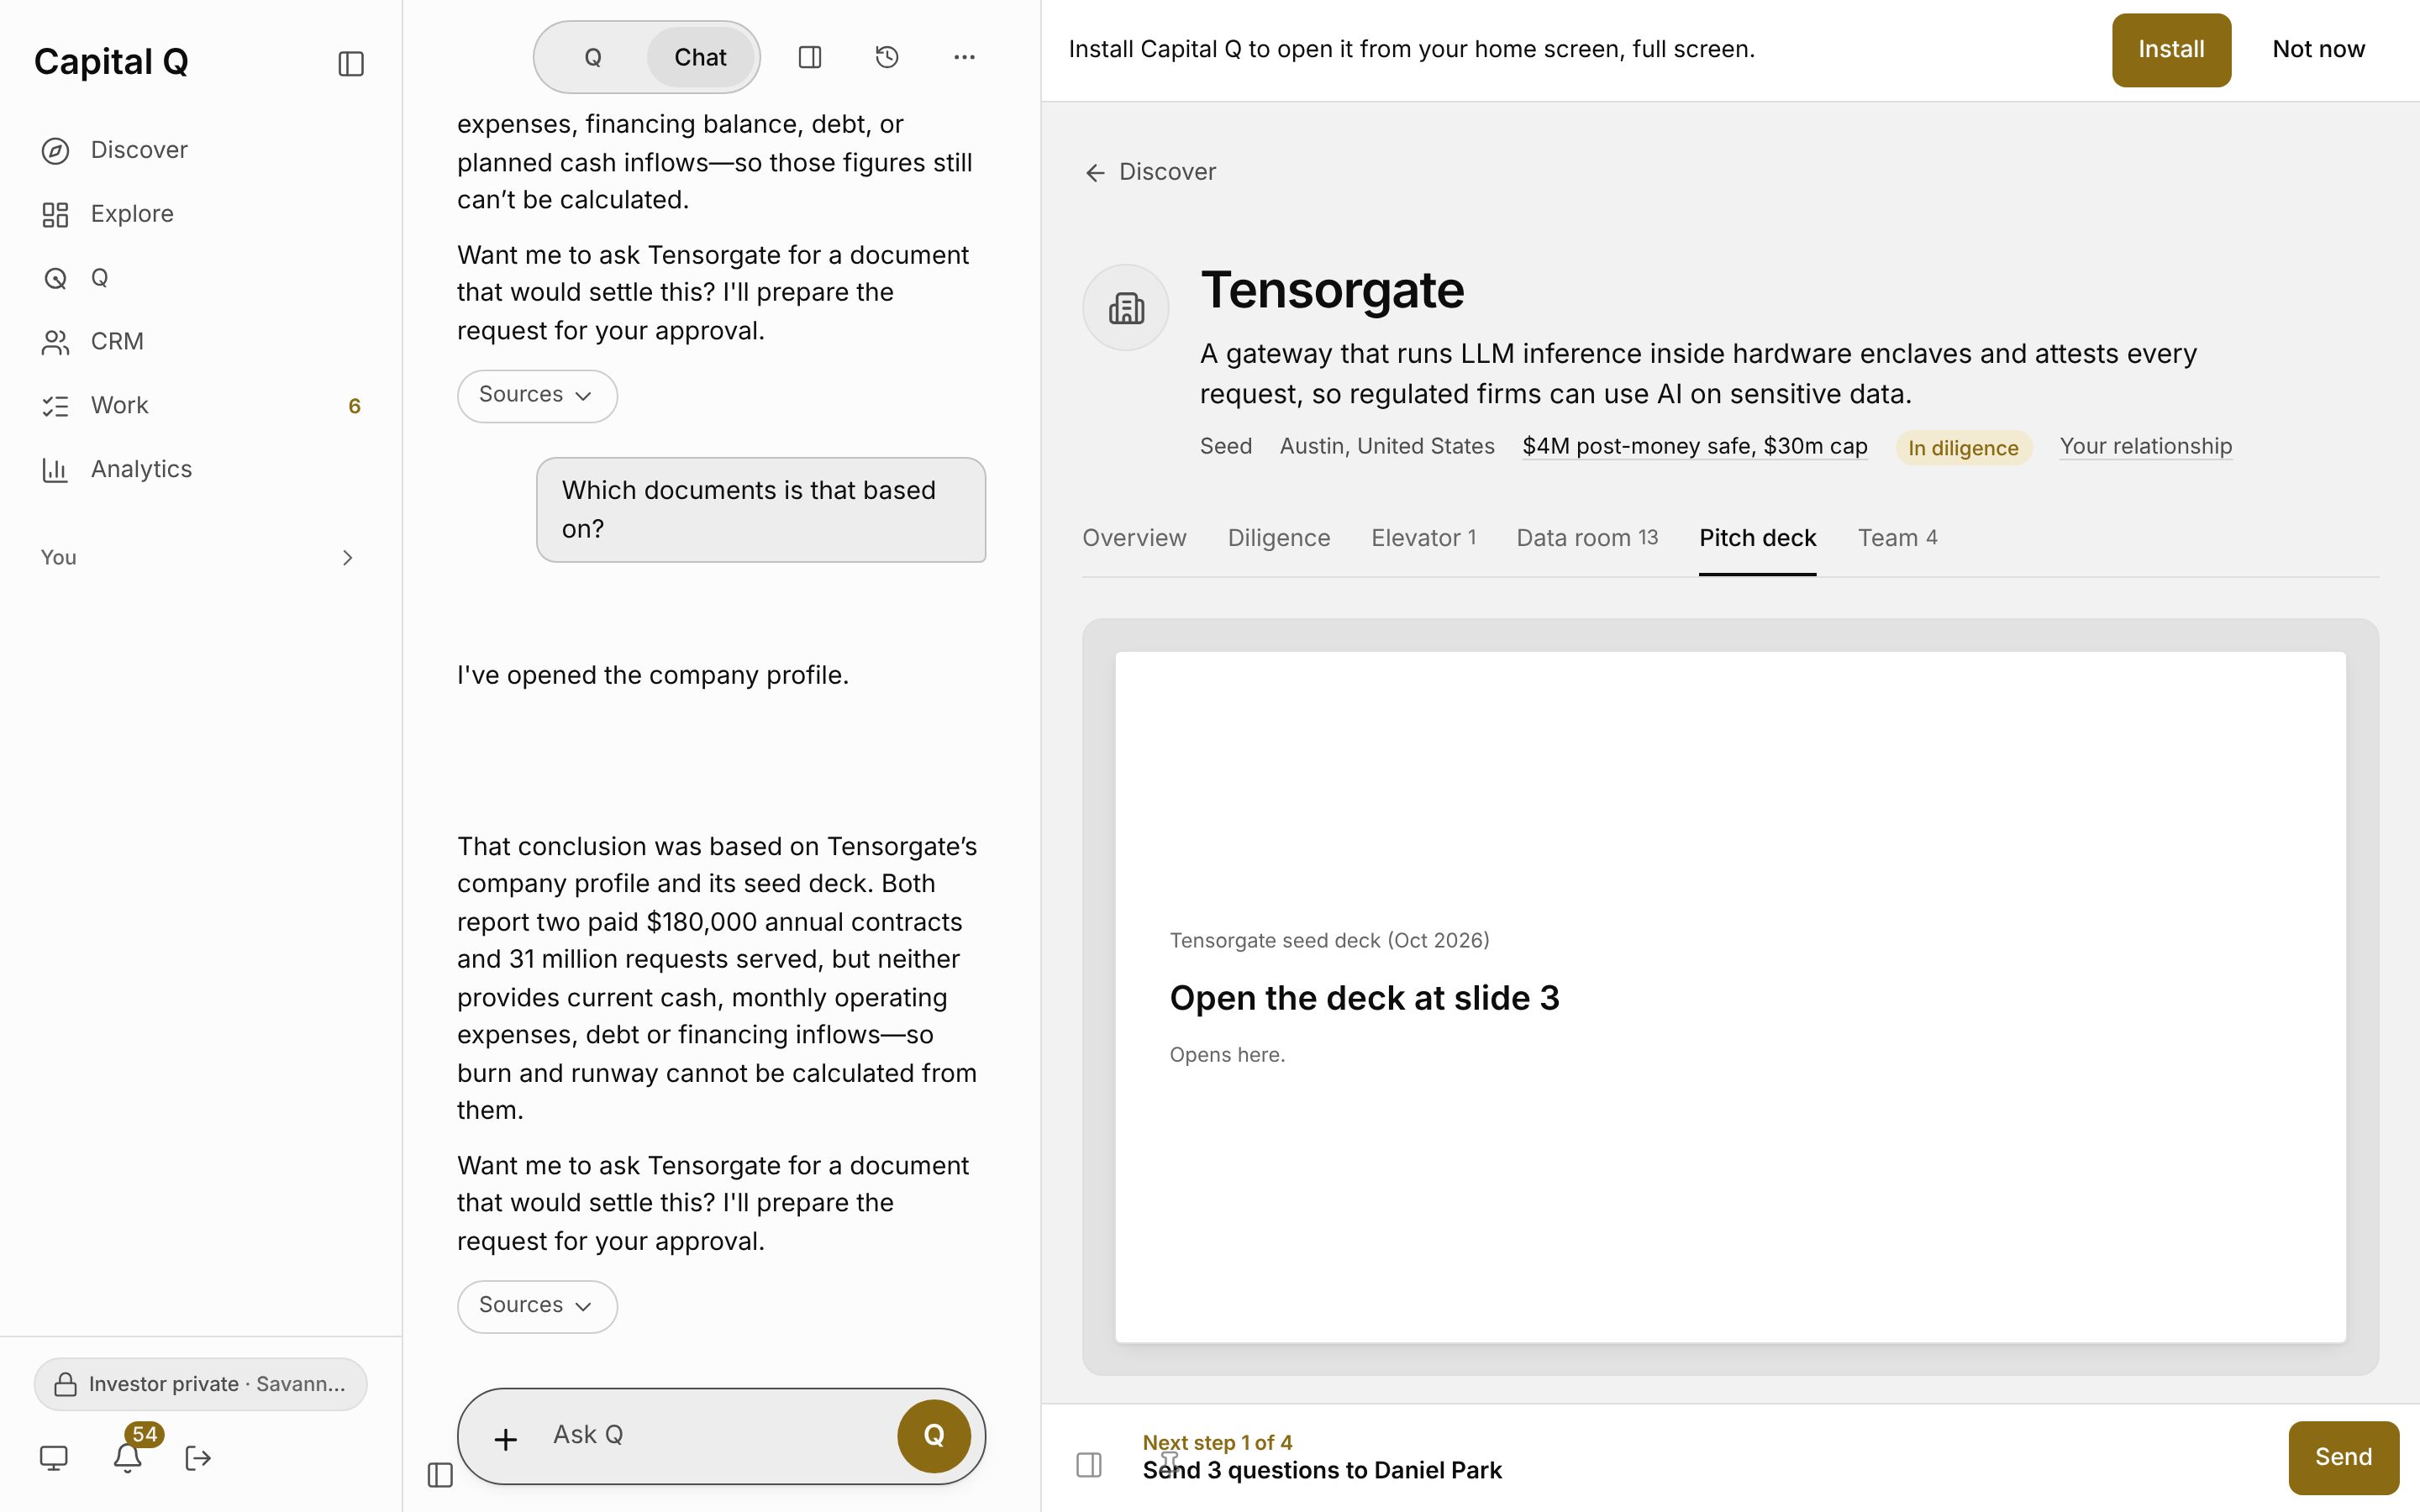 Capital Q
Discover
Explore
Q
CRM
Work 6
Analytics
You
Investor private · Savann...
54
Q Chat
expenses, financing balance, debt, or
planned cash inflows—so those figures still
can’t be calculated.
Want me to ask Tensorgate for a document
that would settle this? I'll prepare the
request for your approval.
Sources
Which documents is that based
on?
I've opened the company profile.
That conclusion was based on Tensorgate’s
company profile and its seed deck. Both
report two paid $180,000 annual contracts
and 31 million requests served, but neither
provides current cash, monthly operating
expenses, debt or financing inflows—so
burn and runway cannot be calculated from
them.
Want me to ask Tensorgate for a document
that would settle this? I'll prepare the
request for your approval.
Sources
Ask Q
Q
Install Capital Q to open it from your home screen, full screen.
Install
Not now
Discover
Tensorgate
A gateway that runs LLM inference inside hardware enclaves and attests every
request, so regulated firms can use AI on sensitive data.
Seed Austin, United States $4M post-money safe, $30m cap In diligence Your relationship
Overview Diligence Elevator 1 Data room 13 Pitch deck Team 4
Tensorgate seed deck (Oct 2026)
Open the deck at slide 3
Opens here.
Next step 1 of 4
Send 3 questions to Daniel Park
Send